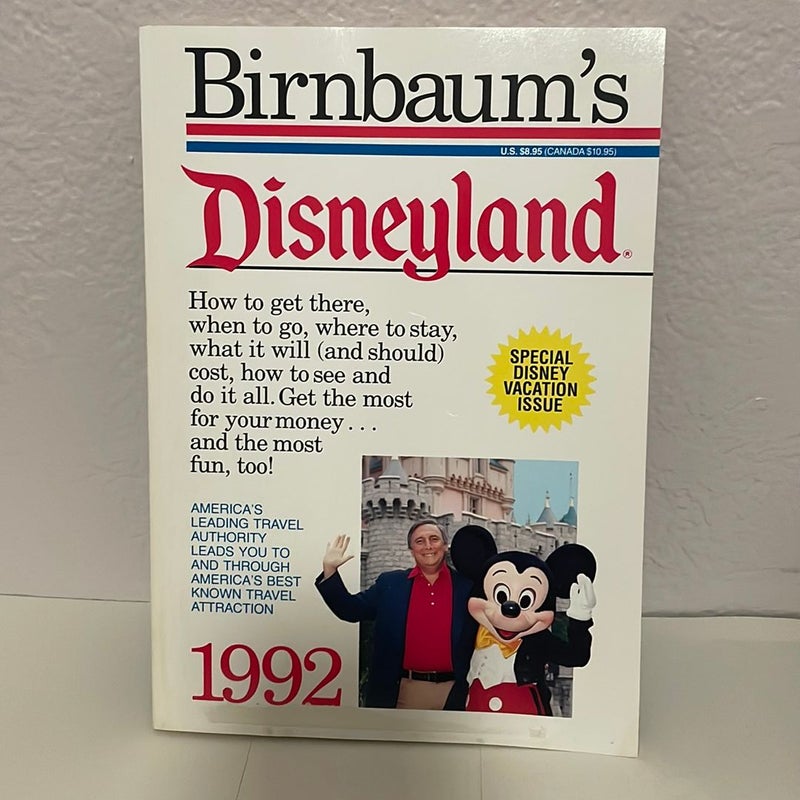 Birnbaum's
U.S. $8.95 (CANADA $10.95)
Disneyland®
How to get there,
when to go, where to stay,
what it will (and should)
cost, how to see and
do it all. Get the most
for your money . . .
and the most
fun, too!
SPECIAL
DISNEY
VACATION
ISSUE
AMERICA'S
LEADING TRAVEL
AUTHORITY
LEADS YOU TO
AND THROUGH
AMERICA'S BEST
KNOWN TRAVEL
ATTRACTION
1992